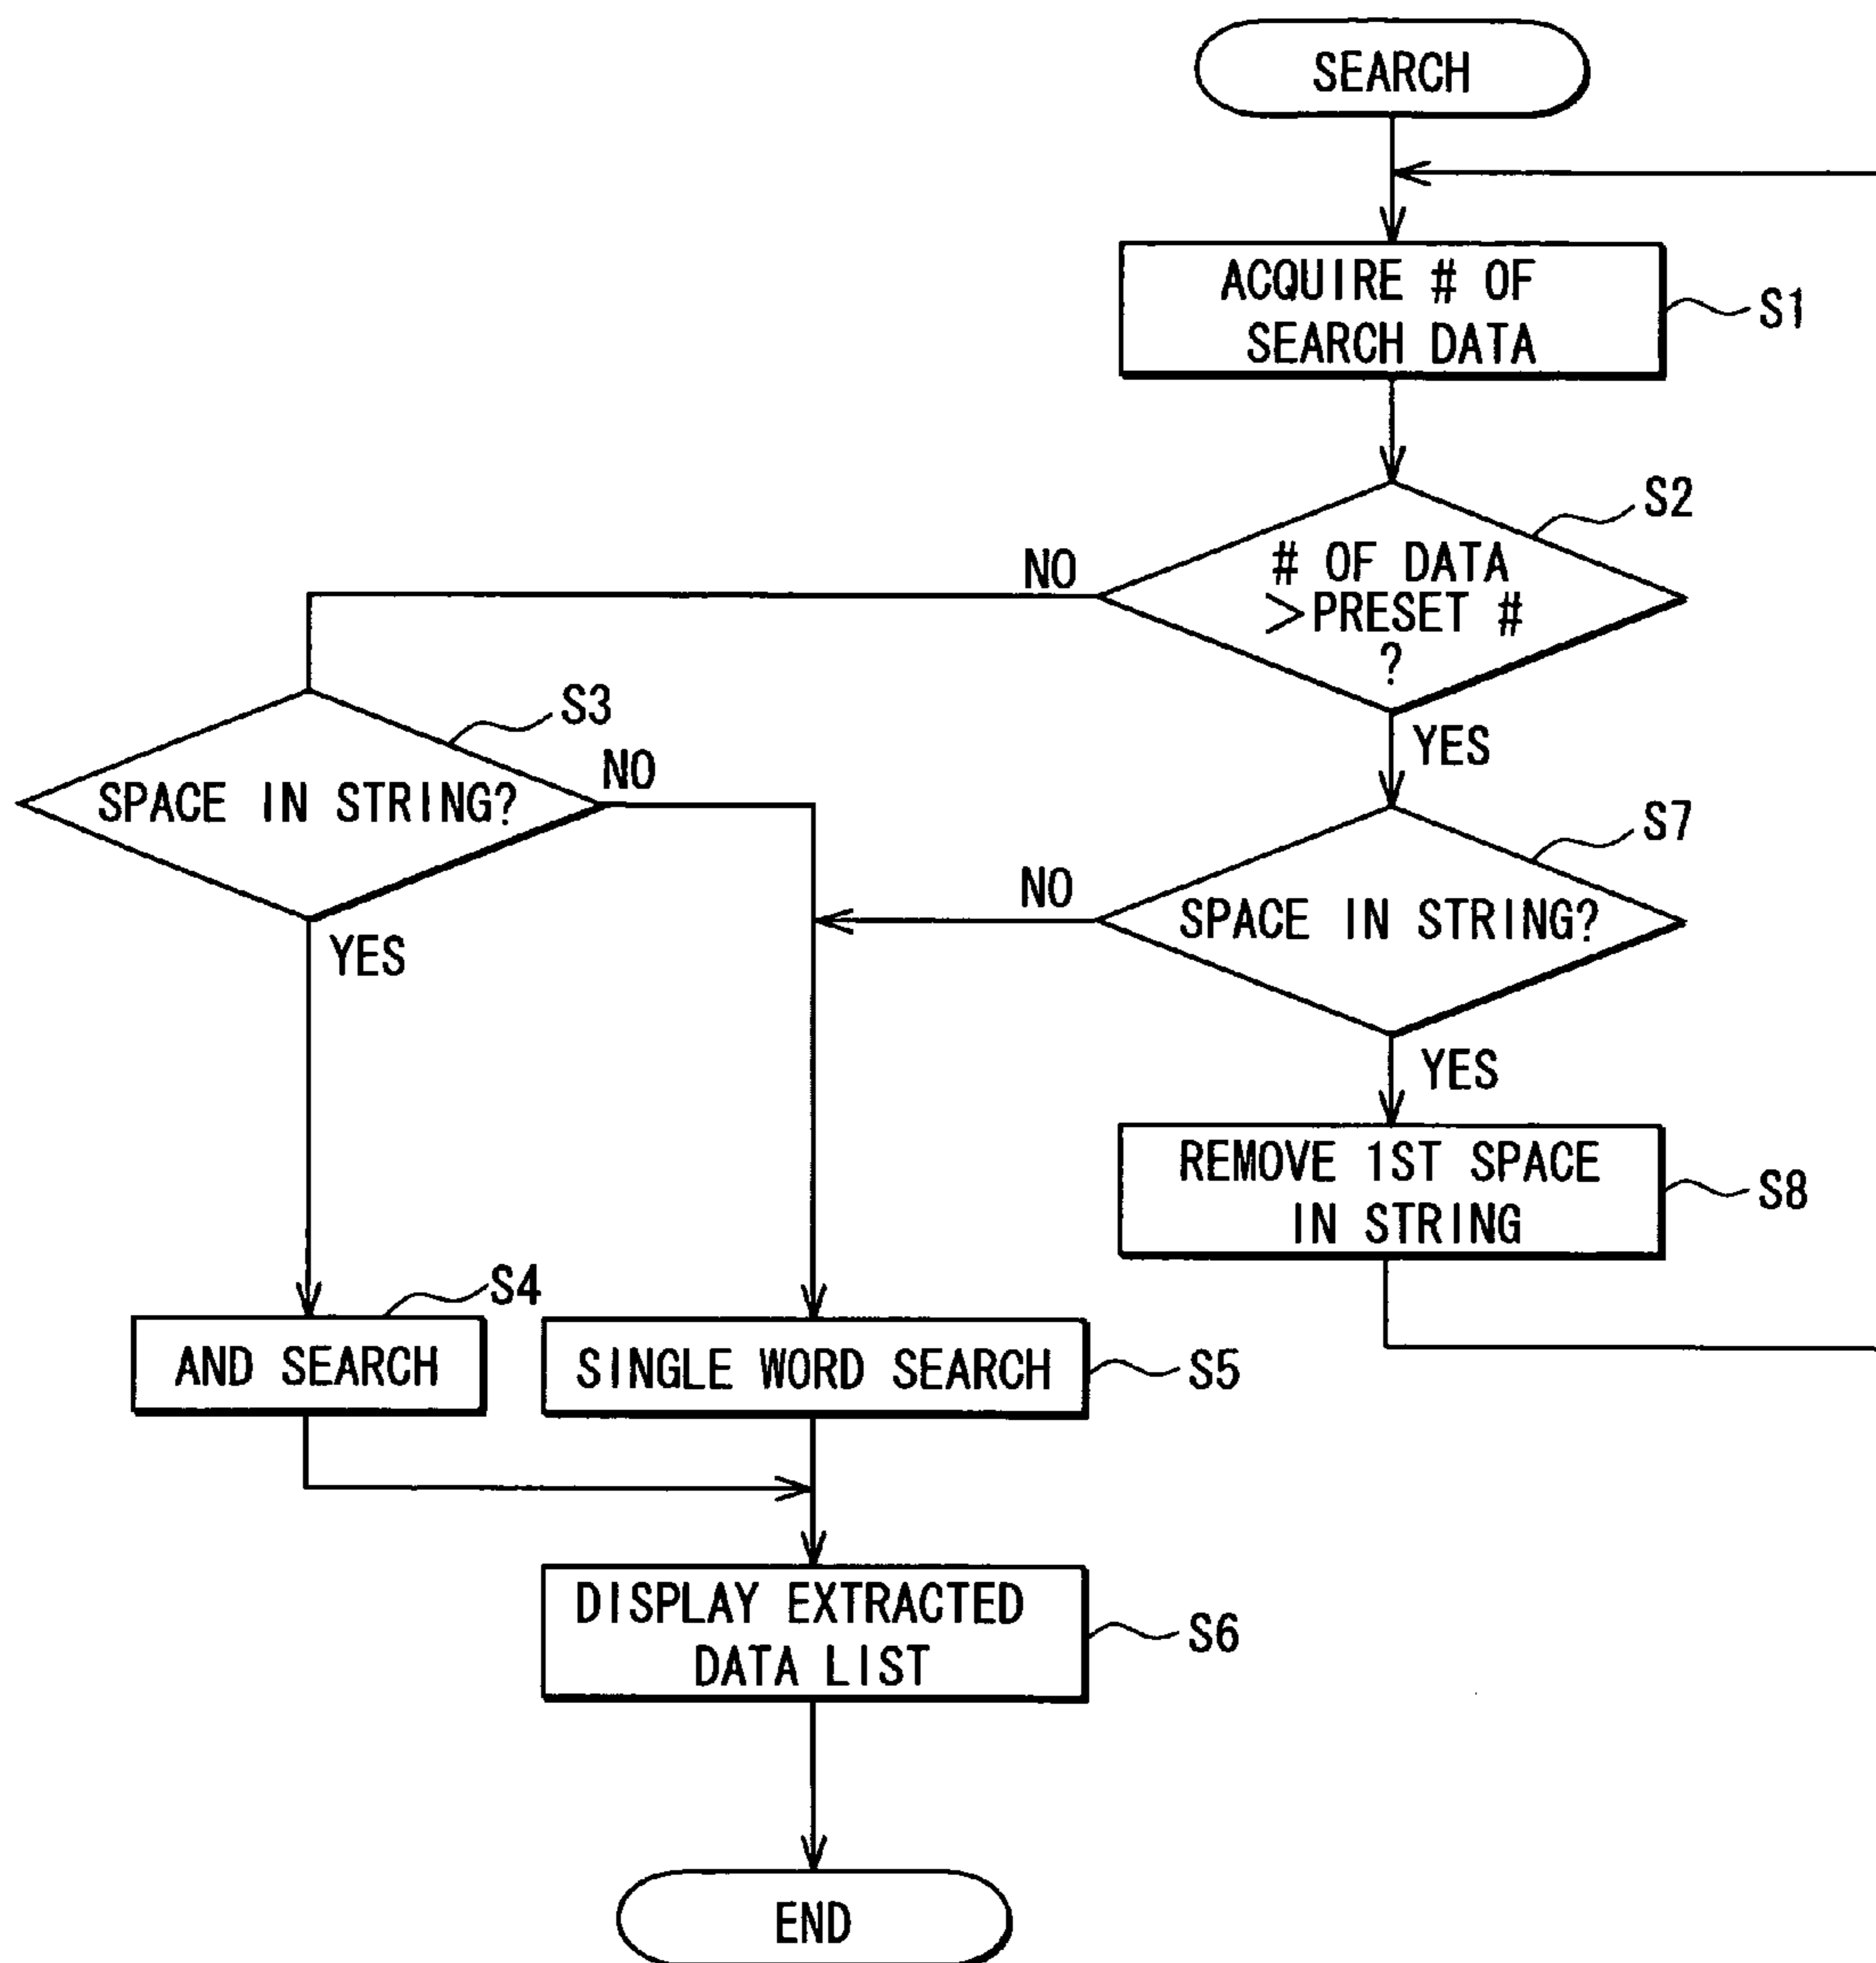 SEARCH
ACQUIRE # OF
SEARCH DATA
S1
S2
# OF DATA
>PRESET #
?
NO
YES
S3
SPACE IN STRING?
NO
YES
S7
SPACE IN STRING?
NO
YES
REMOVE 1ST SPACE
IN STRING
S8
S4
AND SEARCH
SINGLE WORD SEARCH
S5
DISPLAY EXTRACTED
DATA LIST
S6
END